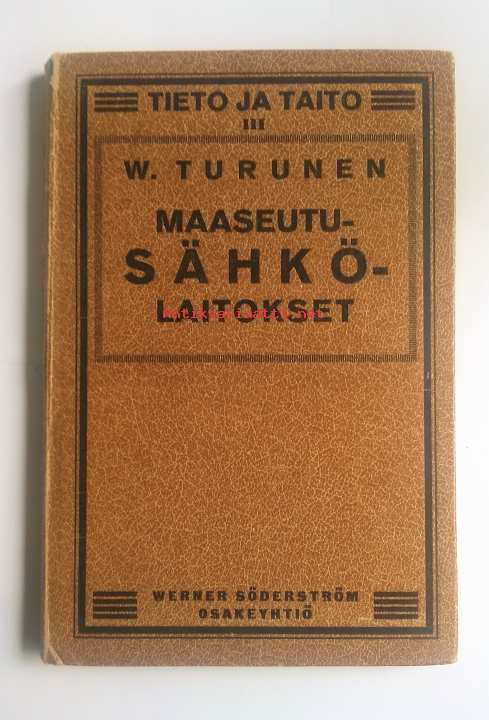 TIETO JA TAITO
III
W. TURUNEN
MAASEUTU-
SÄHKÖ-
LAITOKSET
WERNER SÖDERSTRÖM
OSAKEYHTIÖ